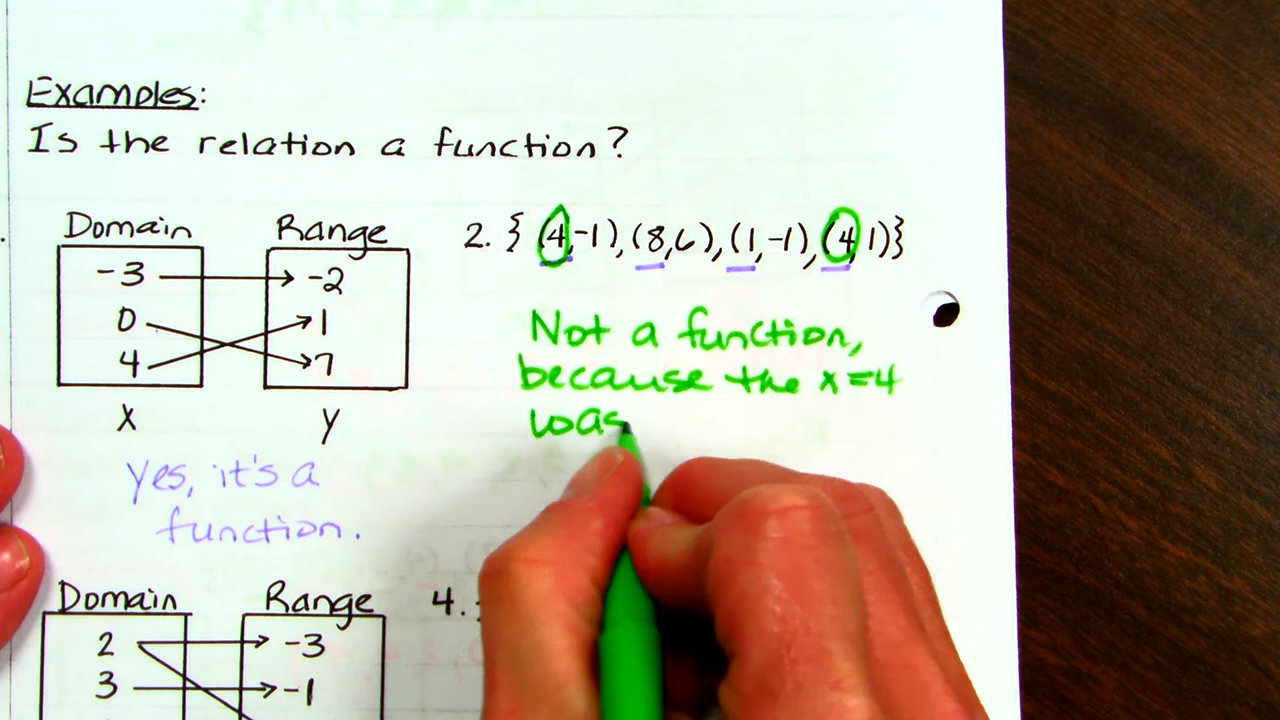 Examples:
Is the relation a function?
Domain Range
-3 -2
0 1
4 7
x y
yes, it's a
function.
2. { (4,-1), (8,6), (1,-1), (4,1)}
Not a function,
because the x=4
was
Domain Range
2 -3
3 -1
4.